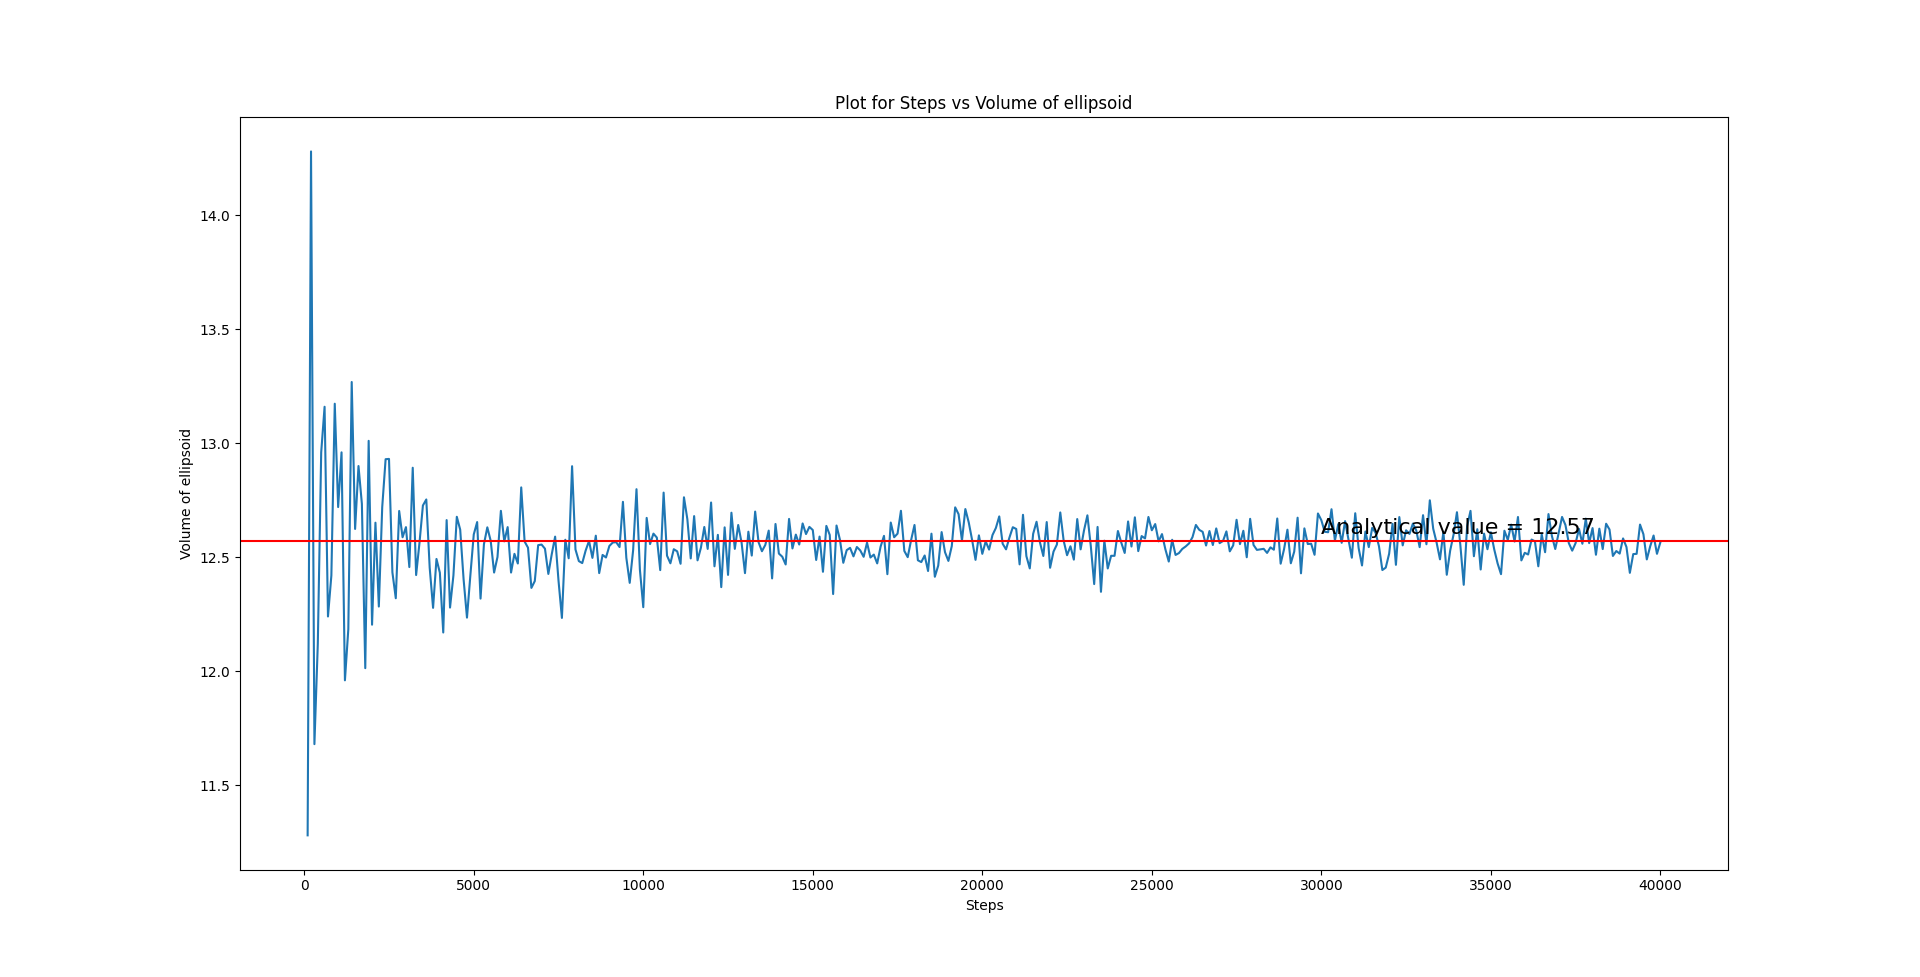 Plot for Steps vs Volume of ellipsoid
Volume of ellipsoid
14.0
13.5
13.0
12.5
12.0
11.5
Analytical value = 12.57
0 5000 10000 15000 20000 25000 30000 35000 40000
Steps